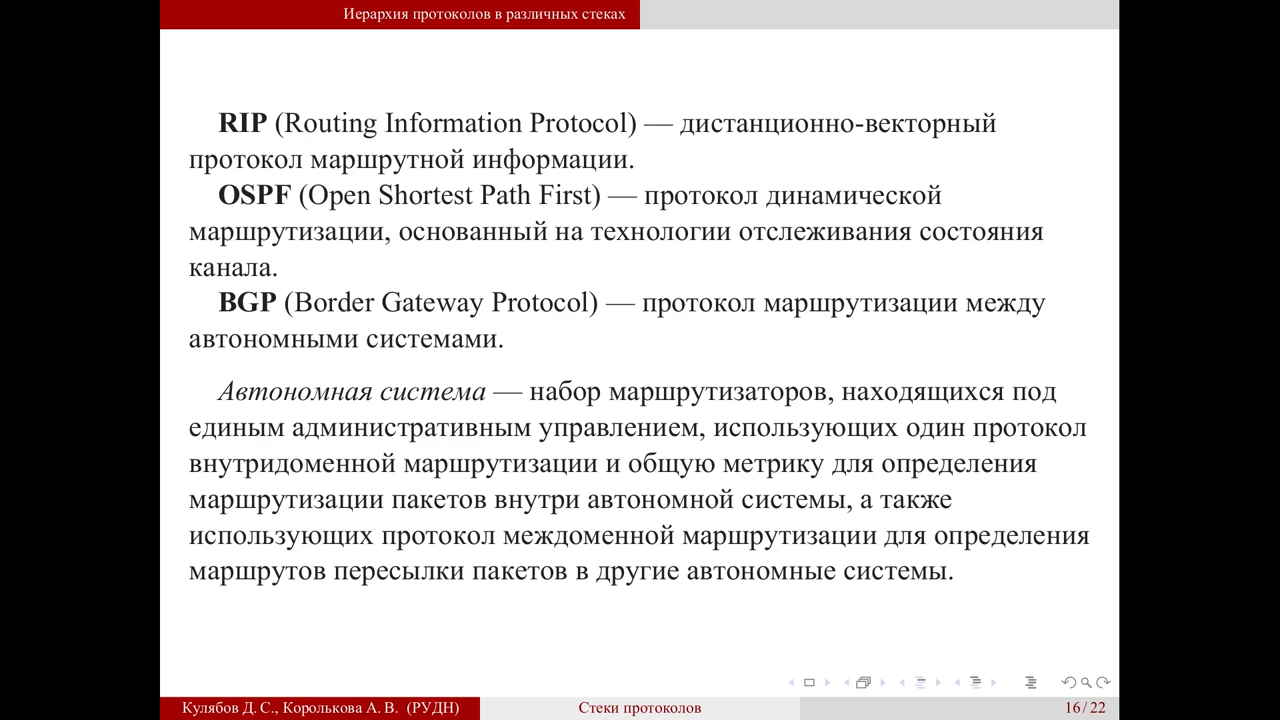 Иерархия протоколов в различных стеках
RIP (Routing Information Protocol) — дистанционно-векторный
протокол маршрутной информации.
OSPF (Open Shortest Path First) — протокол динамической
маршрутизации, основанный на технологии отслеживания состояния
канала.
BGP (Border Gateway Protocol) — протокол маршрутизации между
автономными системами.
Автономная система — набор маршрутизаторов, находящихся под
единым административным управлением, использующих один протокол
внутридоменной маршрутизации и общую метрику для определения
маршрутизации пакетов внутри автономной системы, а также
использующих протокол междоменной маршрутизации для определения
маршрутов пересылки пакетов в другие автономные системы.
Кулябов Д. С., Королькова А. В. (РУДН)
Стеки протоколов
16 / 22